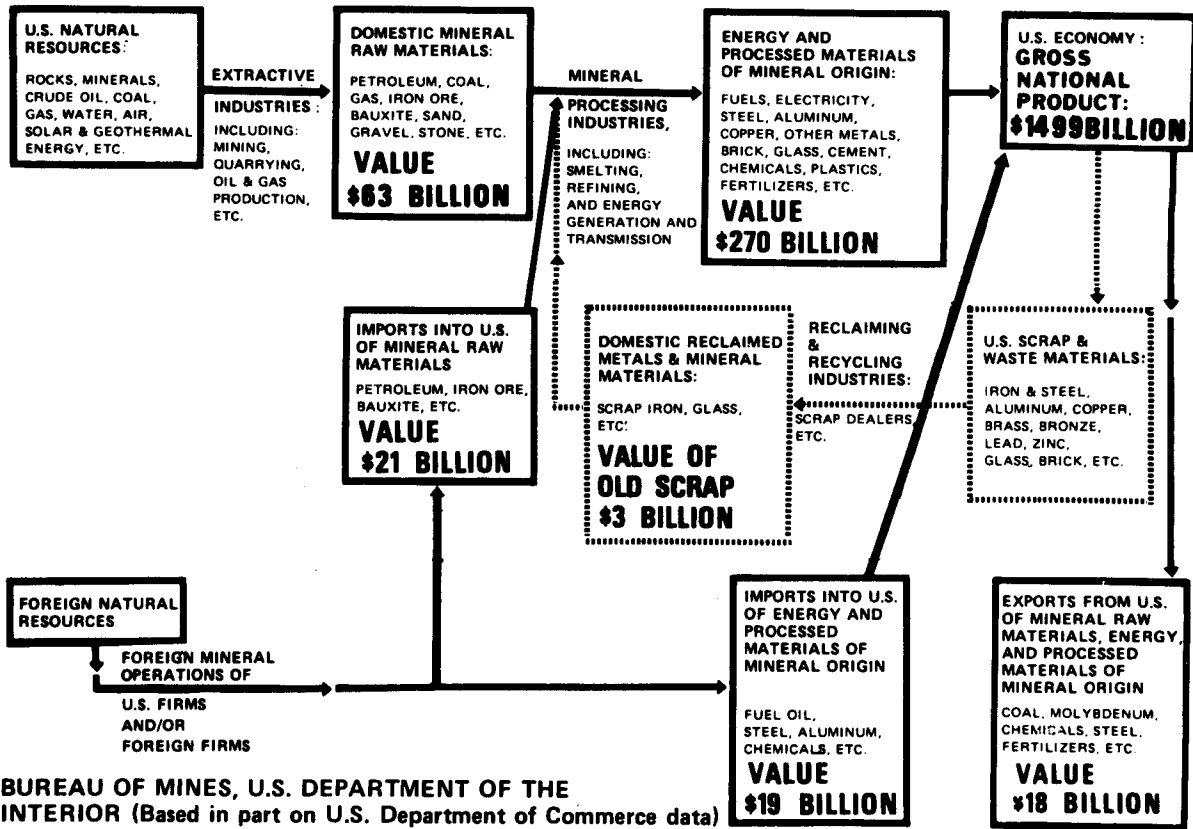 U.S. NATURAL
RESOURCES:
ROCKS, MINERALS,
CRUDE OIL, COAL,
GAS, WATER, AIR,
SOLAR & GEOTHERMAL
ENERGY, ETC.
EXTRACTIVE
INDUSTRIES :
INCLUDING:
MINING,
QUARRYING,
OIL & GAS
PRODUCTION,
ETC.
DOMESTIC MINERAL
RAW MATERIALS:
PETROLEUM, COAL,
GAS, IRON ORE,
BAUXITE, SAND,
GRAVEL, STONE, ETC.
VALUE
$63 BILLION
MINERAL
PROCESSING
INDUSTRIES,
INCLUDING:
SMELTING,
REFINING,
AND ENERGY
GENERATION AND
TRANSMISSION
ENERGY AND
PROCESSED MATERIALS
OF MINERAL ORIGIN:
FUELS, ELECTRICITY,
STEEL, ALUMINUM,
COPPER, OTHER METALS,
BRICK, GLASS, CEMENT,
CHEMICALS, PLASTICS,
FERTILIZERS, ETC.
VALUE
$270 BILLION
U.S. ECONOMY :
GROSS
NATIONAL
PRODUCT:
$1499BILLION
IMPORTS INTO U.S.
OF MINERAL RAW
MATERIALS
PETROLEUM, IRON ORE,
BAUXITE, ETC.
VALUE
$21 BILLION
DOMESTIC RECLAIMED
METALS & MINERAL
MATERIALS:
SCRAP IRON, GLASS,
ETC.
VALUE OF
OLD SCRAP
$3 BILLION
RECLAIMING
&
RECYCLING
INDUSTRIES:
SCRAP DEALERS,
ETC.
U.S. SCRAP &
WASTE MATERIALS:
IRON & STEEL,
ALUMINUM, COPPER,
BRASS, BRONZE,
LEAD, ZINC,
GLASS, BRICK, ETC.
FOREIGN NATURAL
RESOURCES
FOREIGN MINERAL
OPERATIONS OF
U.S. FIRMS
AND/OR
FOREIGN FIRMS
IMPORTS INTO U.S.
OF ENERGY AND
PROCESSED
MATERIALS OF
MINERAL ORIGIN
FUEL OIL,
STEEL, ALUMINUM,
CHEMICALS, ETC.
VALUE
$19 BILLION
EXPORTS FROM U.S.
OF MINERAL RAW
MATERIALS, ENERGY,
AND PROCESSED
MATERIALS OF
MINERAL ORIGIN
COAL, MOLYBDENUM,
CHEMICALS, STEEL,
FERTILIZERS, ETC.
VALUE
$18 BILLION
BUREAU OF MINES, U.S. DEPARTMENT OF THE
INTERIOR (Based in part on U.S. Department of Commerce data)